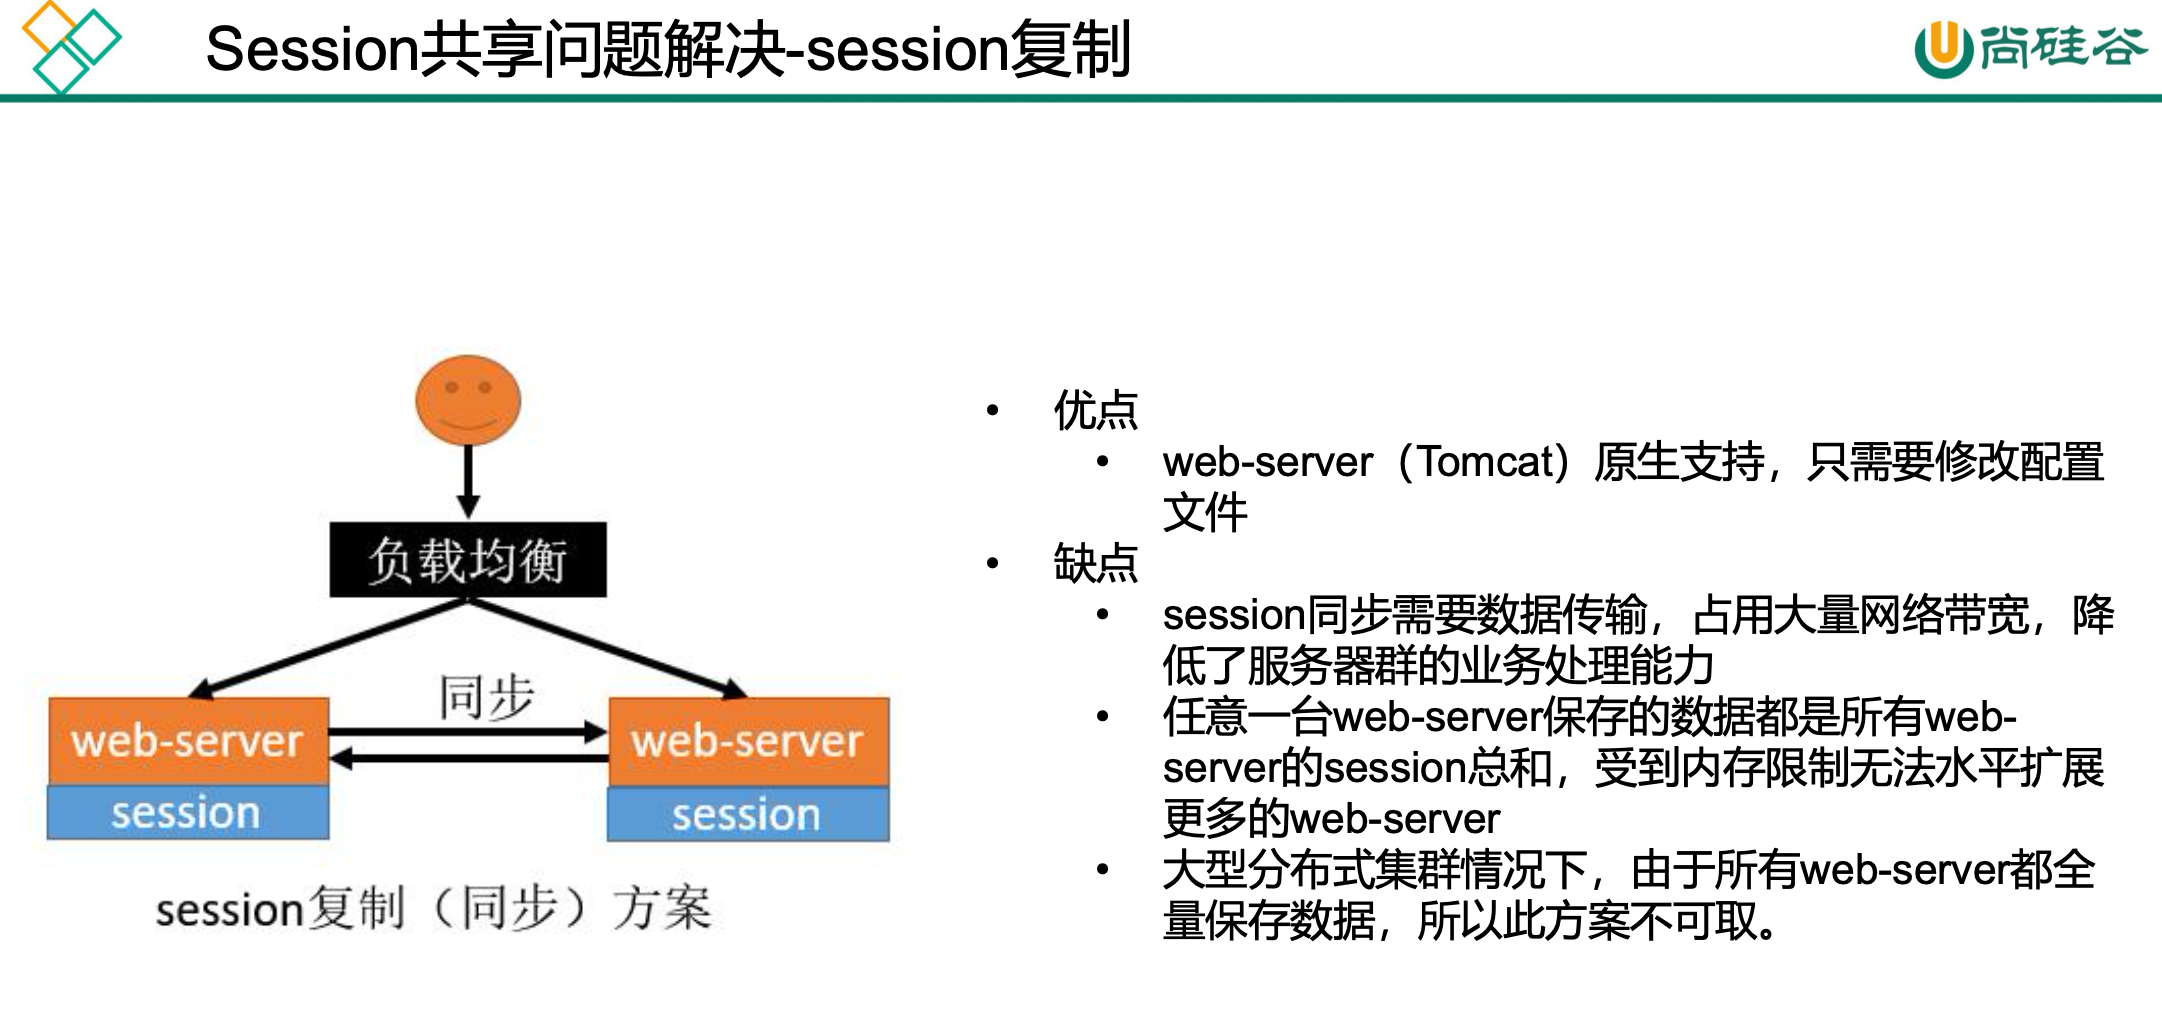 Session共享问题解决-session复制
尚硅谷
负载均衡
同步
web-server
web-server
session
session
session复制（同步）方案
• 优点
• web-server（Tomcat）原生支持，只需要修改配置
文件
• 缺点
• session同步需要数据传输，占用大量网络带宽，降
低了服务器群的业务处理能力
• 任意一台web-server保存的数据都是所有web-
server的session总和，受到内存限制无法水平扩展
更多的web-server
• 大型分布式集群情况下，由于所有web-server都全
量保存数据，所以此方案不可取。